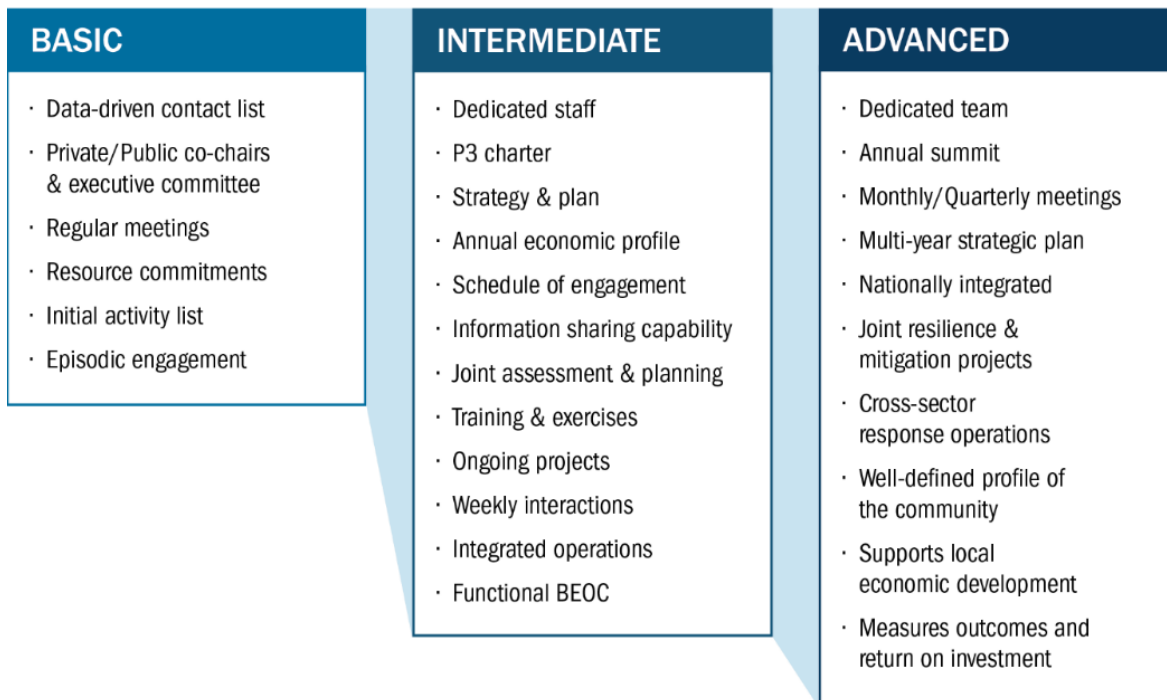 BASIC
· Data-driven contact list
· Private/Public co-chairs
& executive committee
· Regular meetings
· Resource commitments
· Initial activity list
· Episodic engagement
INTERMEDIATE
· Dedicated staff
· P3 charter
· Strategy & plan
· Annual economic profile
· Schedule of engagement
· Information sharing capability
· Joint assessment & planning
· Training & exercises
· Ongoing projects
· Weekly interactions
· Integrated operations
· Functional BEOC
ADVANCED
· Dedicated team
· Annual summit
· Monthly/Quarterly meetings
· Multi-year strategic plan
· Nationally integrated
· Joint resilience &
mitigation projects
· Cross-sector
response operations
· Well-defined profile of
the community
· Supports local
economic development
· Measures outcomes and
return on investment